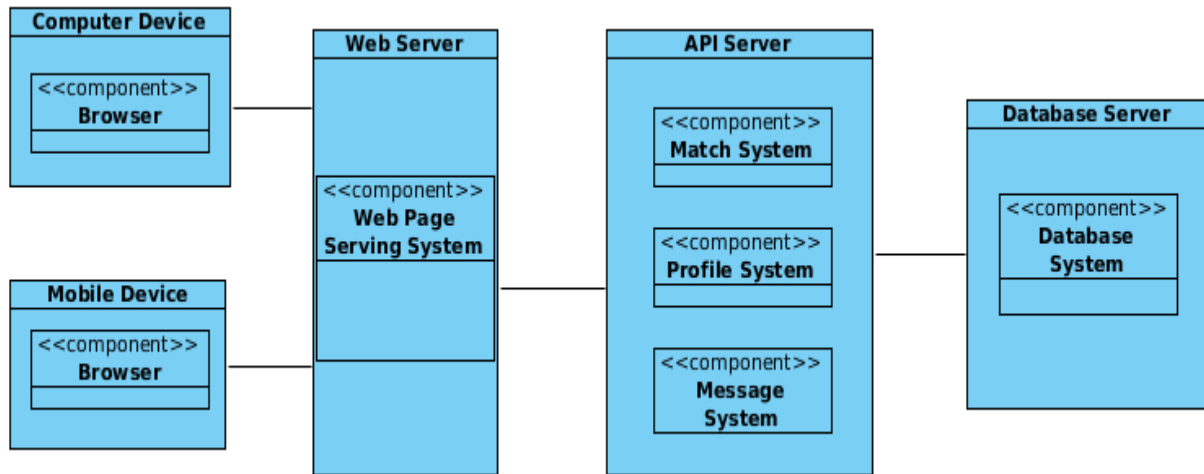 Computer Device
<<component>>
Browser
Mobile Device
<<component>>
Browser
Web Server
<<component>>
Web Page
Serving System
API Server
<<component>>
Match System
<<component>>
Profile System
<<component>>
Message
System
Database Server
<<component>>
Database
System